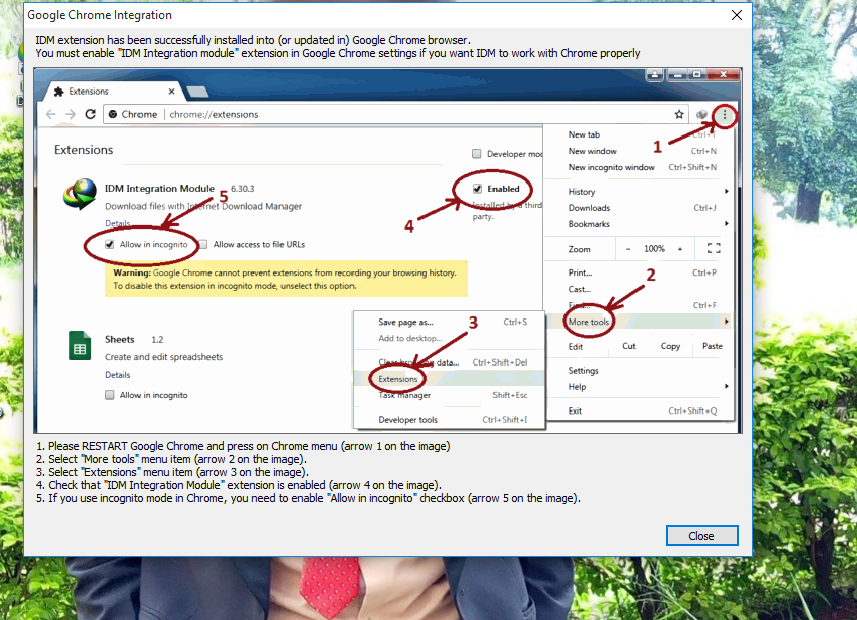 Google Chrome Integration
IDM extension has been successfully installed into (or updated in) Google Chrome browser.
You must enable "IDM Integration module" extension in Google Chrome settings if you want IDM to work with Chrome properly
Extensions
Chrome
chrome://extensions
1
Extensions
Developer mod
New tab
Ctrl+T
New window
Ctrl+N
New incognito window
Ctrl+Shift+N
IDM Integration Module
6.30.3
5
Enabled
History
Download files with Internet Download Manager
Installed by a third
party.
Downloads
Ctrl+J
Details
4
Bookmarks
Allow in incognito
Allow access to file URLs
Zoom
-
100%
+
Warning: Google Chrome cannot prevent extensions from recording your browsing history.
To disable this extension in incognito mode, unselect this option.
Print...
Ctrl+P
2
Cast...
Find...
Ctrl+F
More tools
Save page as...
Ctrl+S
3
Sheets
1.2
Add to desktop...
Edit
Cut
Copy
Paste
Create and edit spreadsheets
Clear browsing data...
Ctrl+Shift+Del
Details
Extensions
Settings
Allow in incognito
Task manager
Shift+Esc
Help
Developer tools
Ctrl+Shift+I
Exit
Ctrl+Shift+Q
1. Please RESTART Google Chrome and press on Chrome menu (arrow 1 on the image)
2. Select "More tools" menu item (arrow 2 on the image).
3. Select "Extensions" menu item (arrow 3 on the image).
4. Check that "IDM Integration Module" extension is enabled (arrow 4 on the image).
5. If you use incognito mode in Chrome, you need to enable "Allow in incognito" checkbox (arrow 5 on the image).
Close